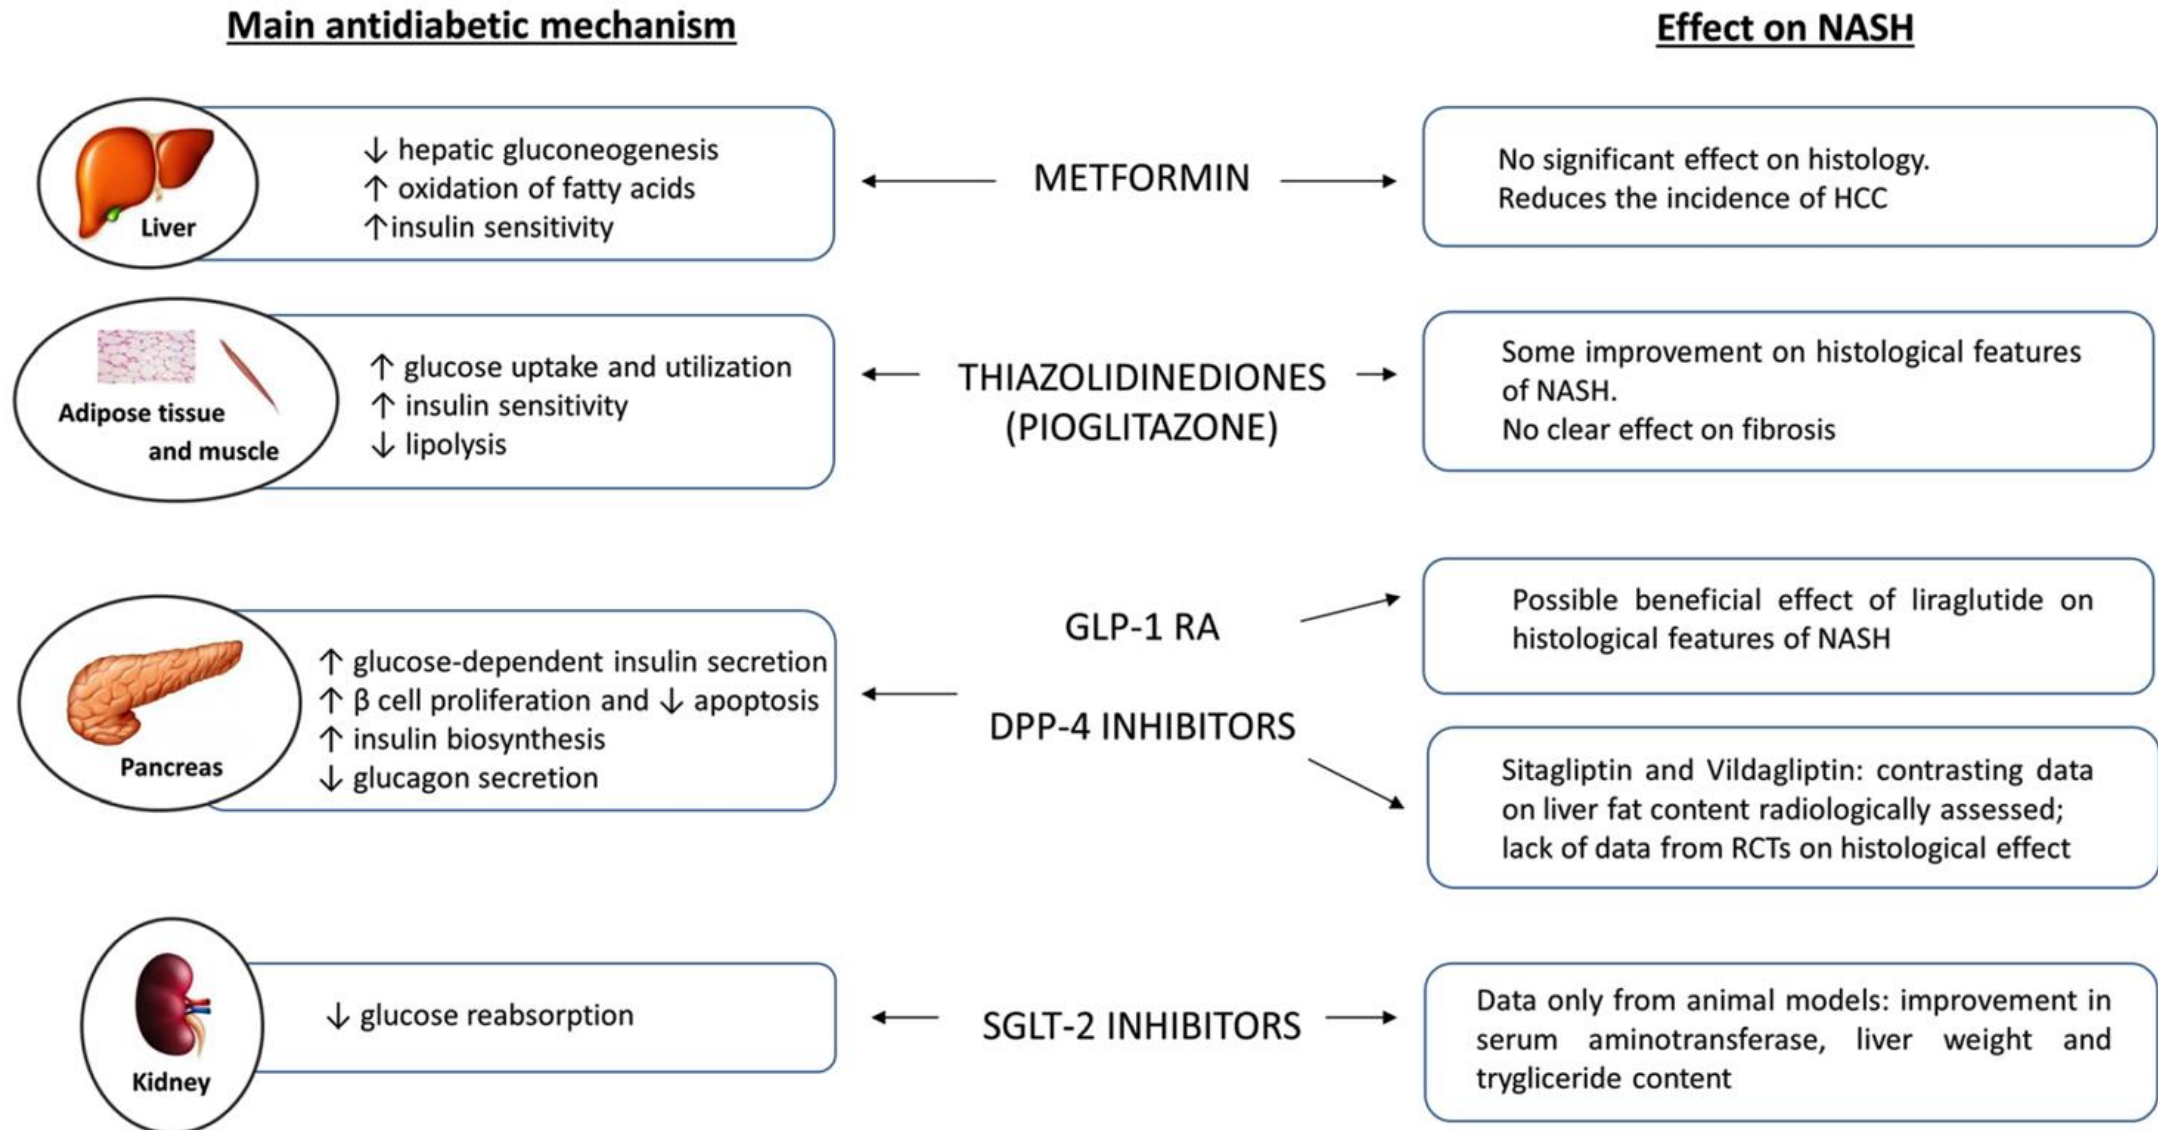 Main antidiabetic mechanism
Effect on NASH
Liver
↓ hepatic gluconeogenesis
↑ oxidation of fatty acids
↑insulin sensitivity
METFORMIN
No significant effect on histology.
Reduces the incidence of HCC
Adipose tissue
and muscle
↑ glucose uptake and utilization
↑ insulin sensitivity
↓ lipolysis
THIAZOLIDINEDIONES
(PIOGLITAZONE)
Some improvement on histological features
of NASH.
No clear effect on fibrosis
Pancreas
↑ glucose-dependent insulin secretion
↑ β cell proliferation and ↓ apoptosis
↑ insulin biosynthesis
↓ glucagon secretion
GLP-1 RA
DPP-4 INHIBITORS
Possible beneficial effect of liraglutide on
histological features of NASH
Sitagliptin and Vildagliptin: contrasting data
on liver fat content radiologically assessed;
lack of data from RCTs on histological effect
Kidney
↓ glucose reabsorption
SGLT-2 INHIBITORS
Data only from animal models: improvement in
serum aminotransferase, liver weight and
trygliceride content